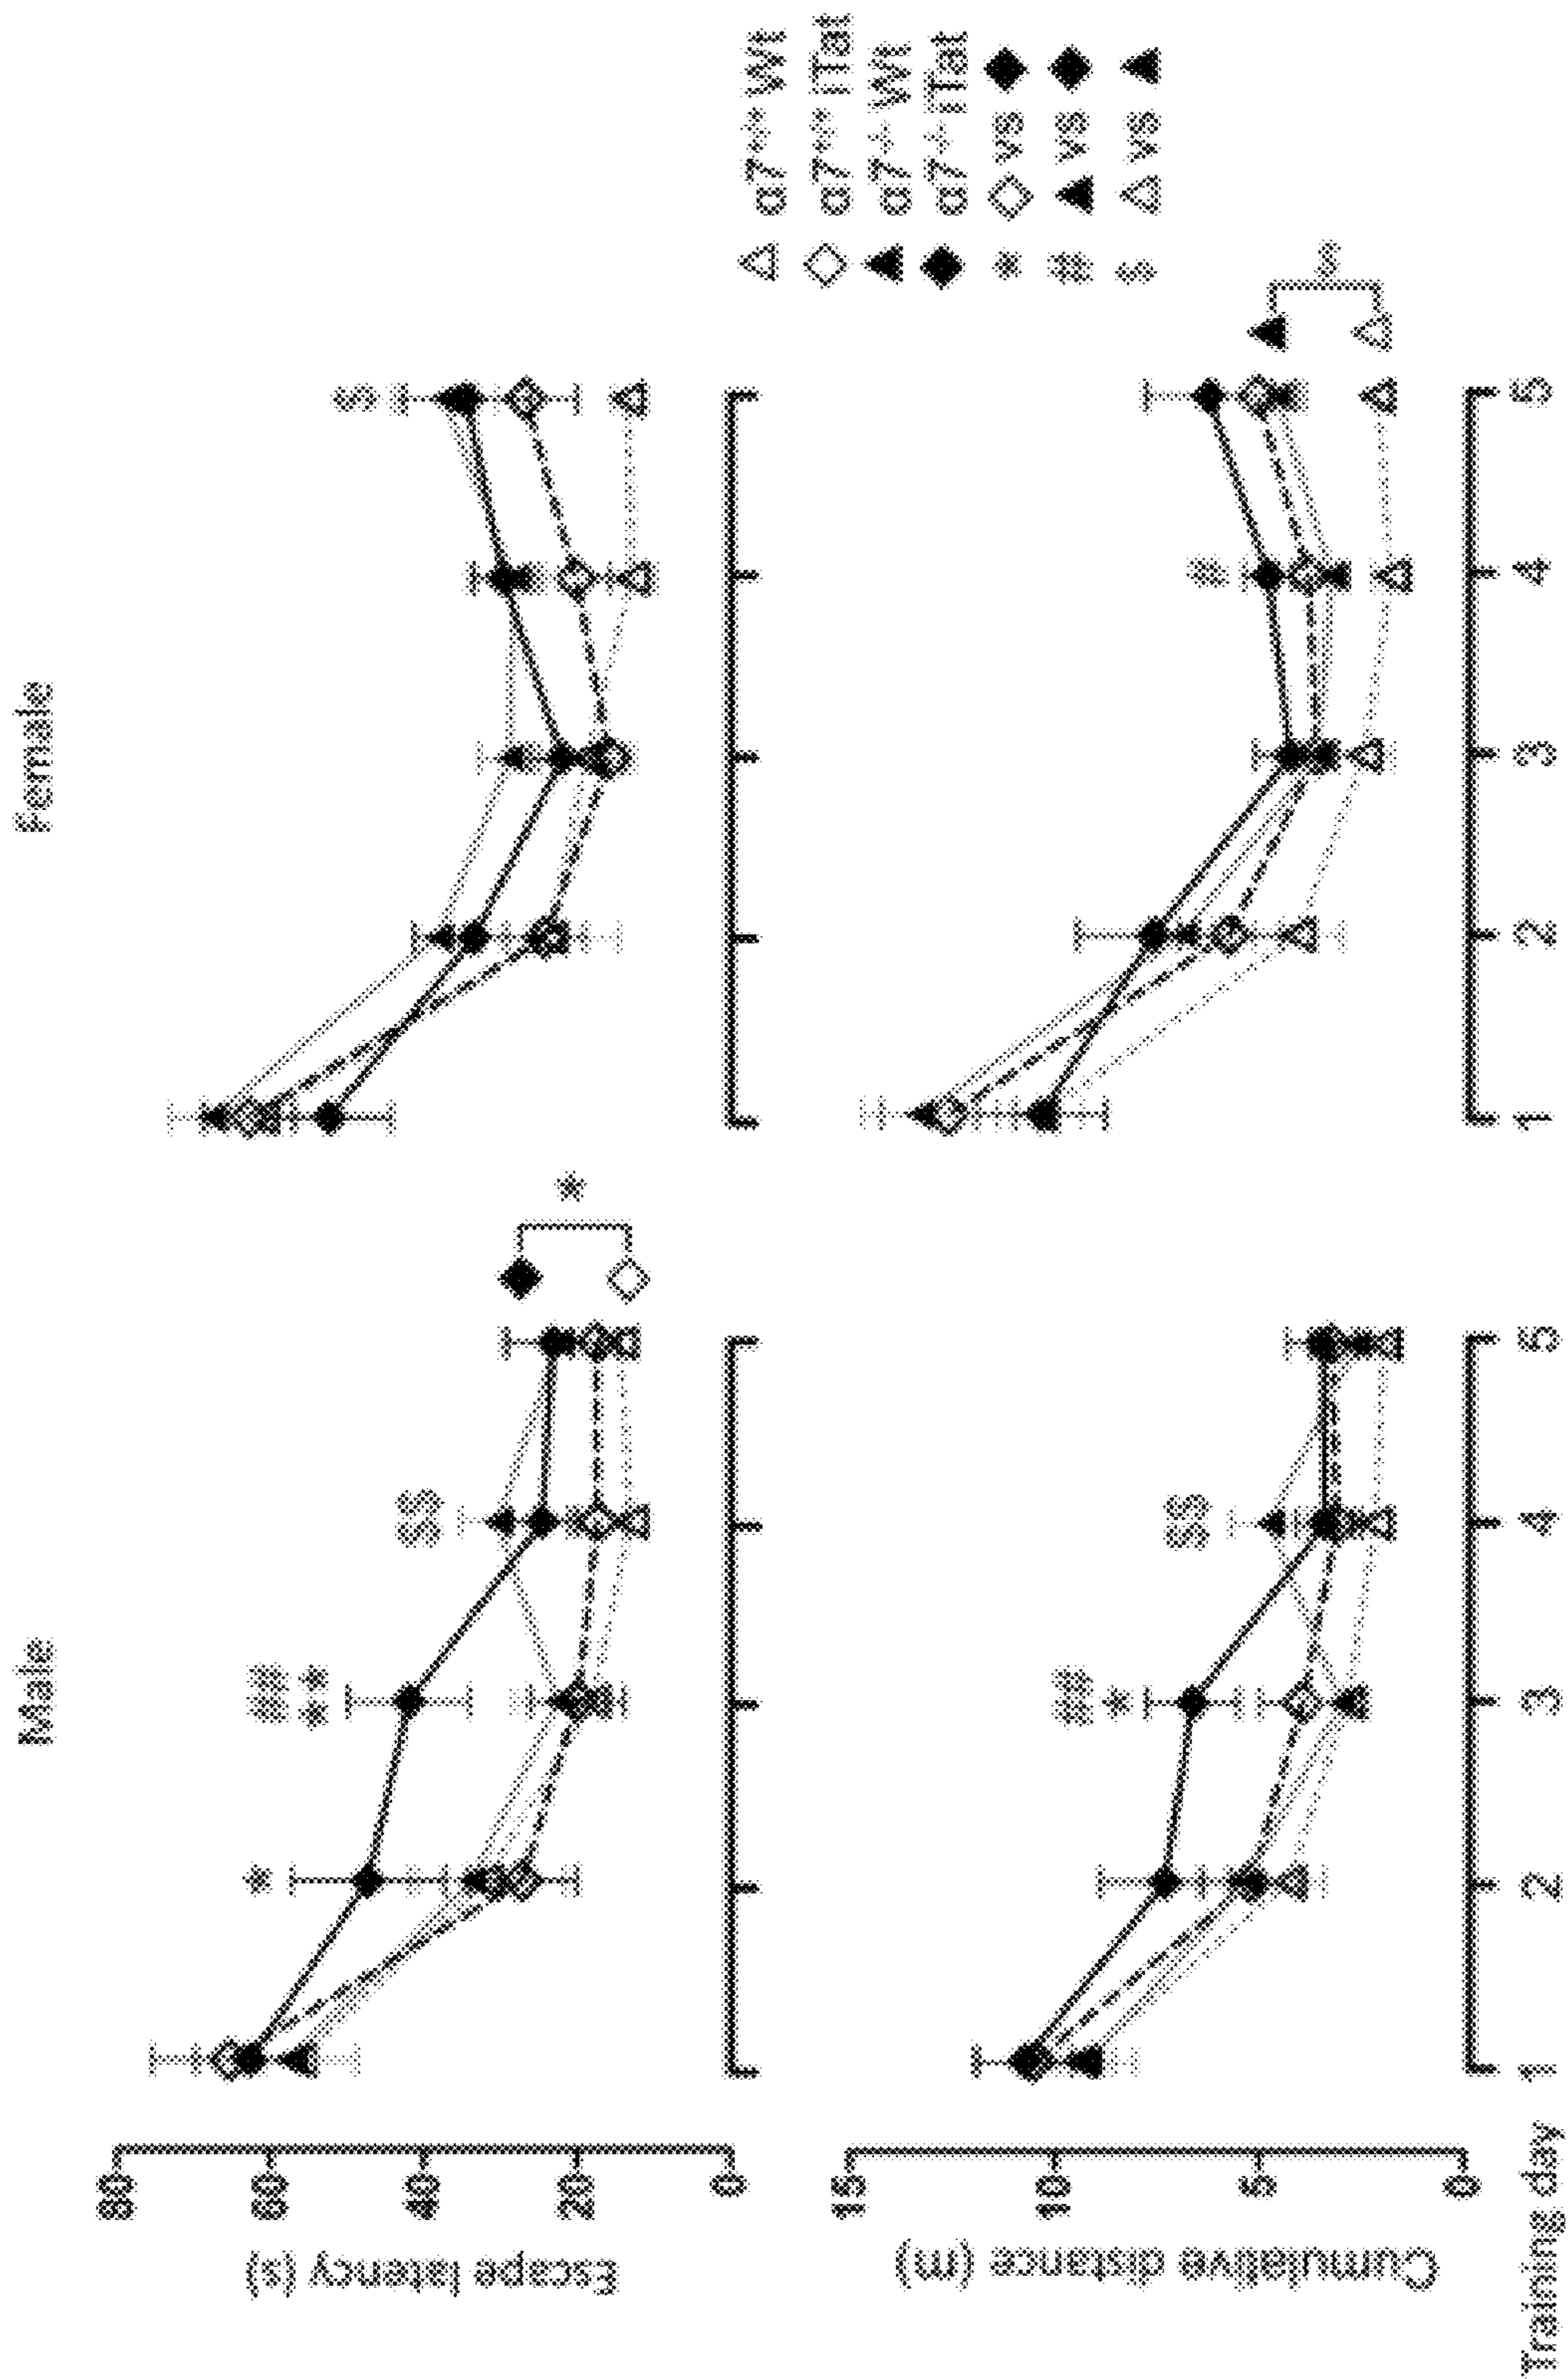 Male
Female
Escape latency (s)
80
60
40
20
0
*
##
**
$$
*
$
Cumulative distance (m)
15
10
5
0
##
*
$$
#
Training day
1
2
3
4
5
1
2
3
4
5
△ α7+/+ Wt
◇ α7+/+ iTat
▲ α7-/- Wt
◆ α7-/- iTat
* ◇ vs ◆
# ▲ vs ◆
$ △ vs ▲